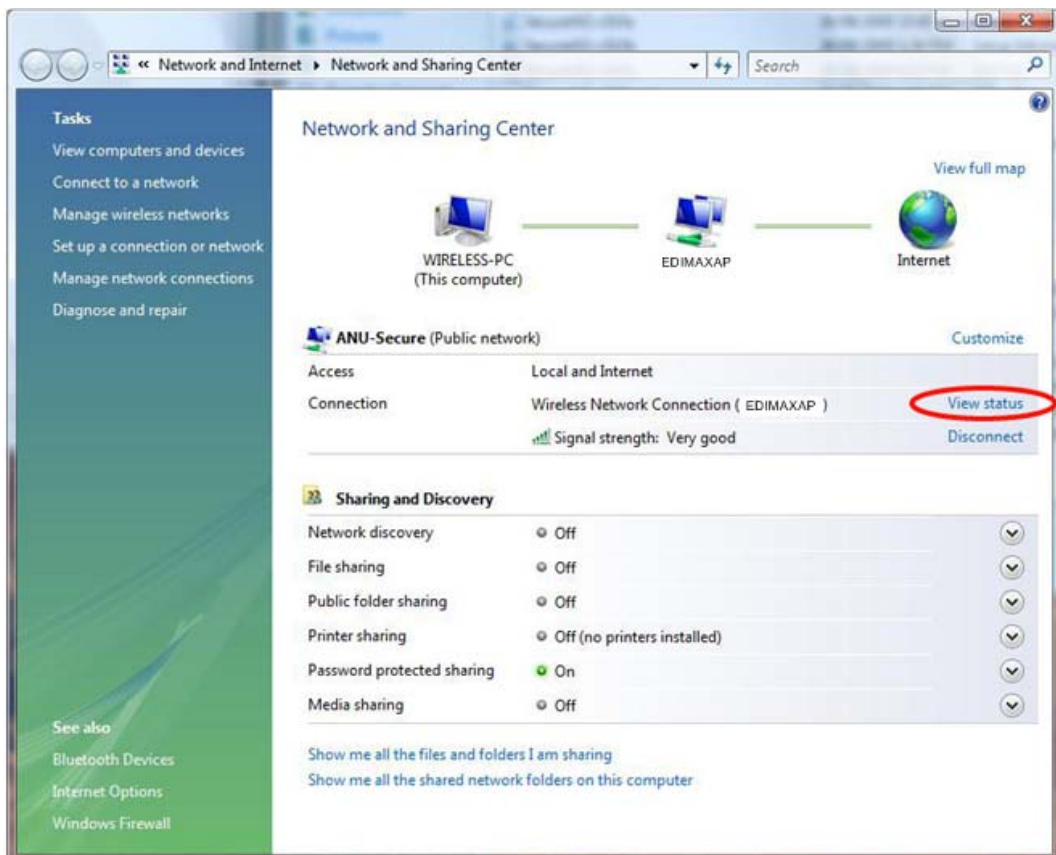 « Network and Internet ▸ Network and Sharing Center
Search
Tasks
View computers and devices
Connect to a network
Manage wireless networks
Set up a connection or network
Manage network connections
Diagnose and repair
See also
Bluetooth Devices
Internet Options
Windows Firewall
Network and Sharing Center
View full map
WIRELESS-PC
(This computer)
EDIMAXAP
Internet
ANU-Secure (Public network) Customize
Access Local and Internet
Connection Wireless Network Connection ( EDIMAXAP ) View status
Signal strength: Very good Disconnect
Sharing and Discovery
Network discovery Off
File sharing Off
Public folder sharing Off
Printer sharing Off (no printers installed)
Password protected sharing On
Media sharing Off
Show me all the files and folders I am sharing
Show me all the shared network folders on this computer